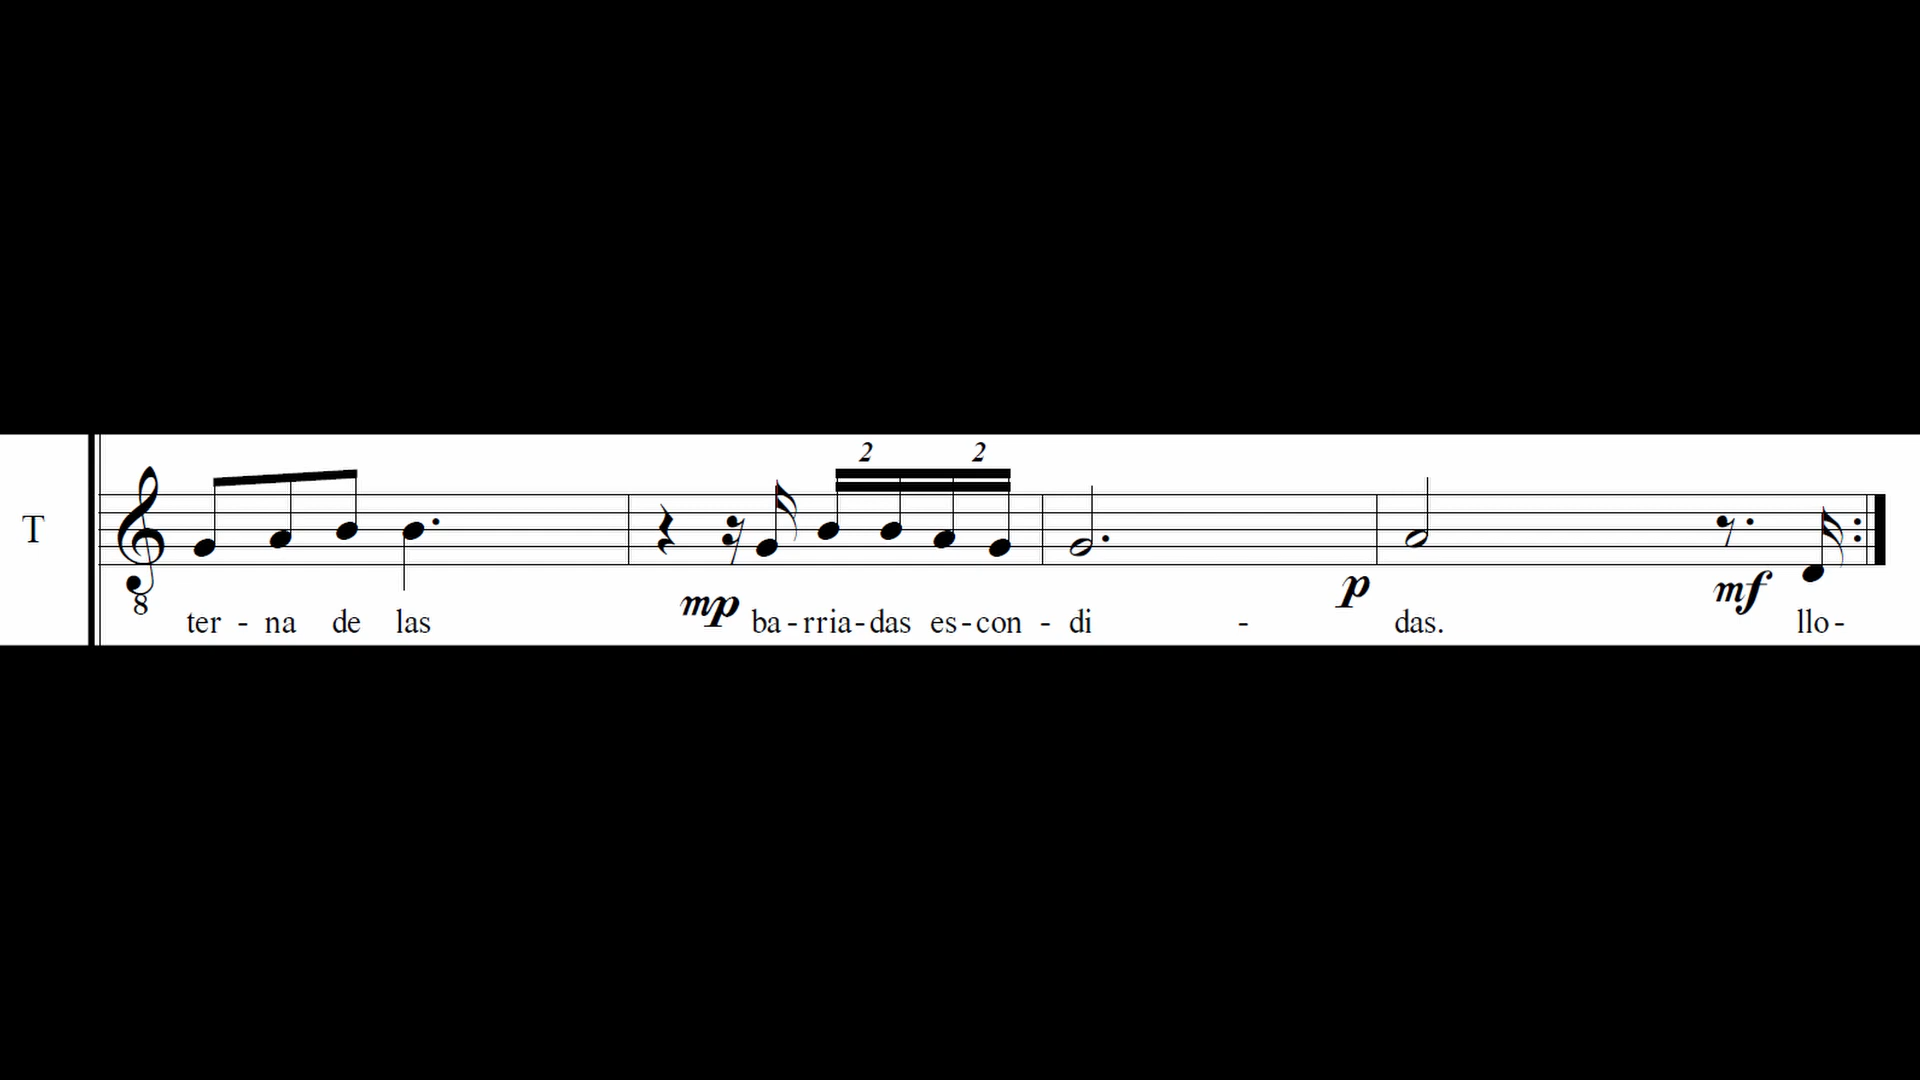 2 2
T
8
mp p mf
ter - na de las ba - rria - das es - con - di - das. llo -